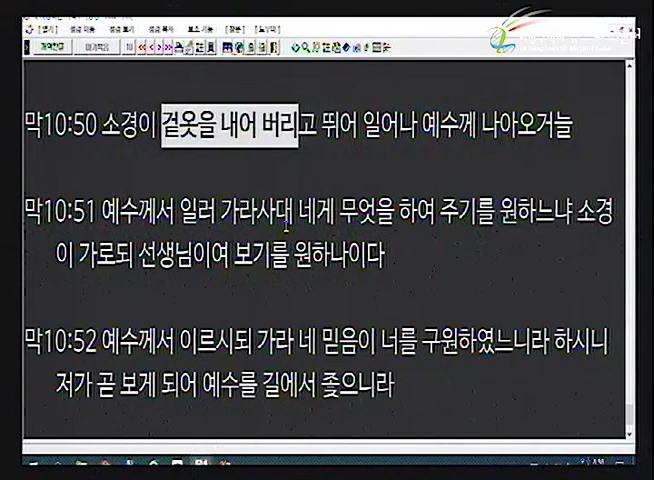 막10:50 소경이 겉옷을 내어 버리고 뛰어 일어나 예수께 나아오거늘
막10:51 예수께서 일러 가라사대 네게 무엇을 하여 주기를 원하느냐 소경
이 가로되 선생님이여 보기를 원하나이다
막10:52 예수께서 이르시되 가라 네 믿음이 너를 구원하였느니라 하시니
저가 곧 보게 되어 예수를 길에서 좇으니라